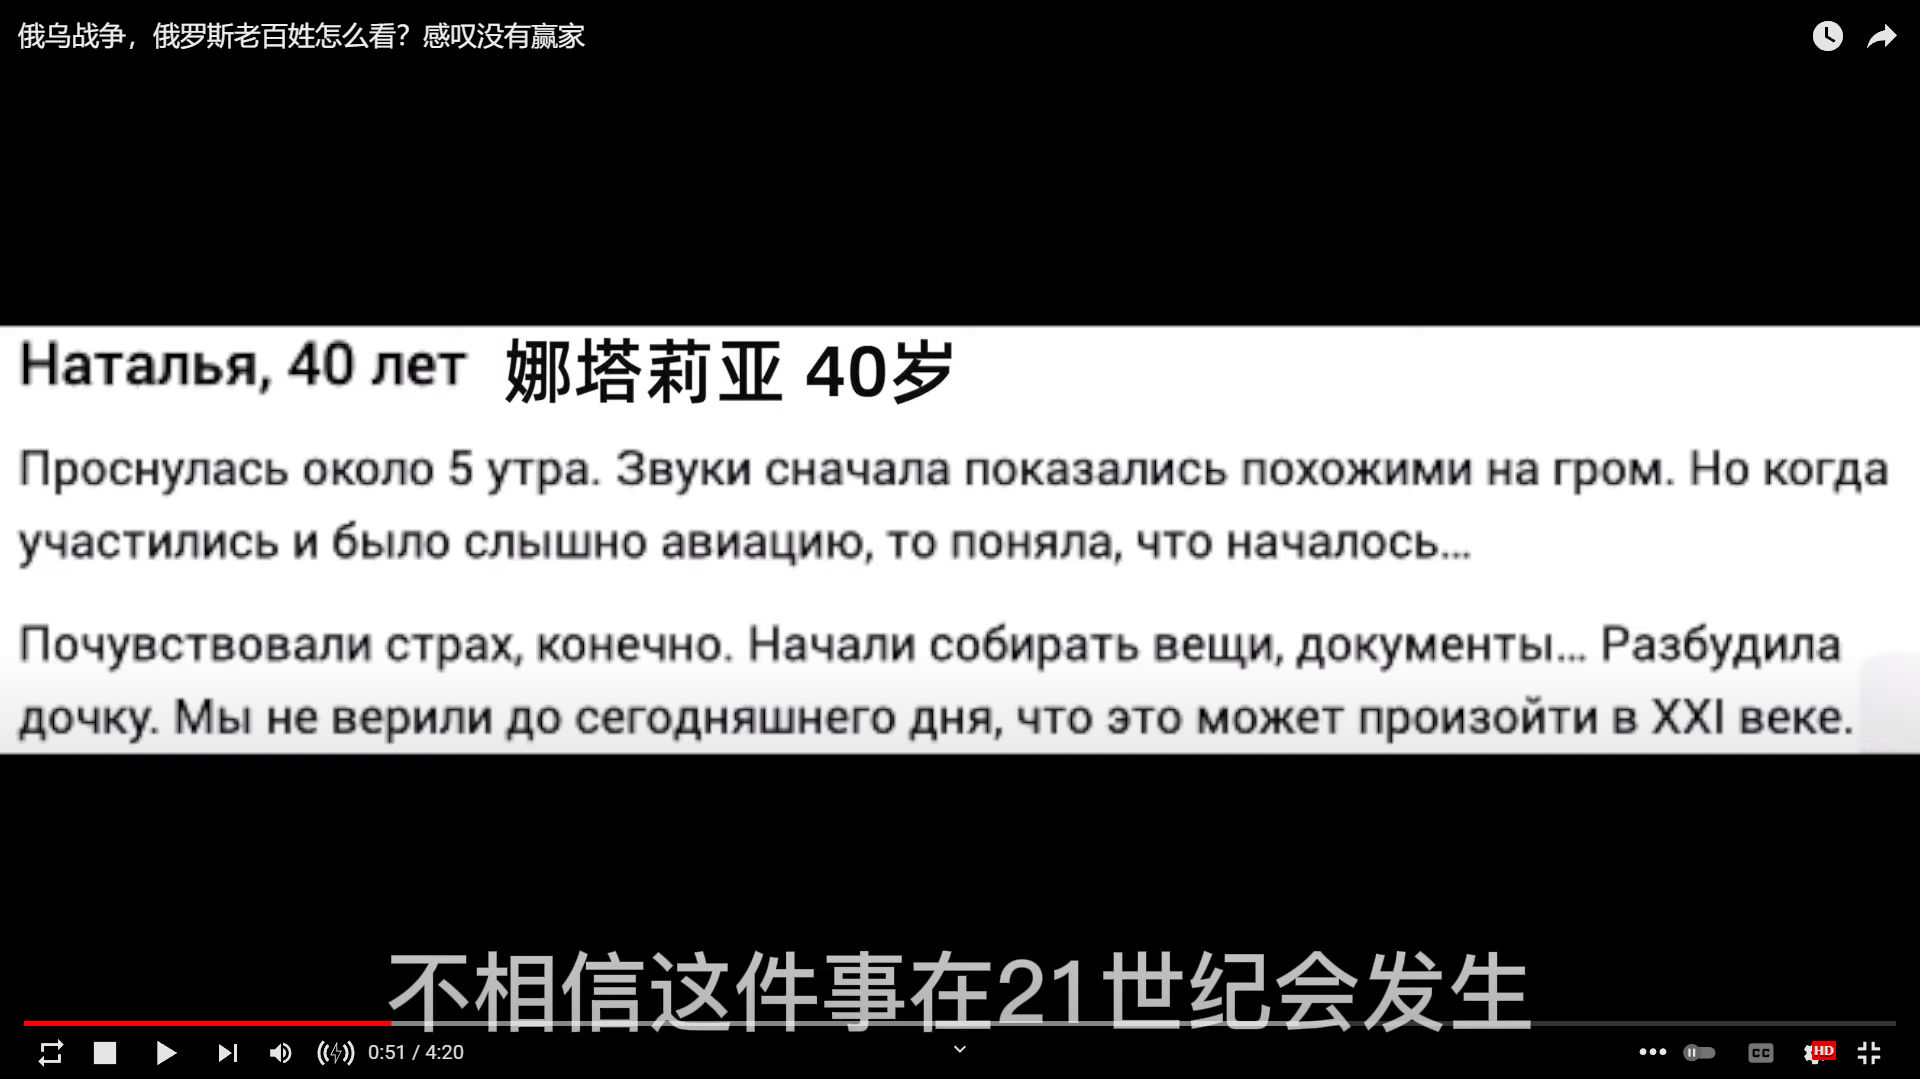 俄乌战争，俄罗斯老百姓怎么看？感叹没有赢家
Наталья, 40 лет 娜塔莉亚 40岁
Проснулась около 5 утра. Звуки сначала показались похожими на гром. Но когда
участились и было слышно авиацию, то поняла, что началось...
Почувствовали страх, конечно. Начали собирать вещи, документы... Разбудила
дочку. Мы не верили до сегодняшнего дня, что это может произойти в XXI веке.
不相信这件事在21世纪会发生
0:51 / 4:20
CC
HD